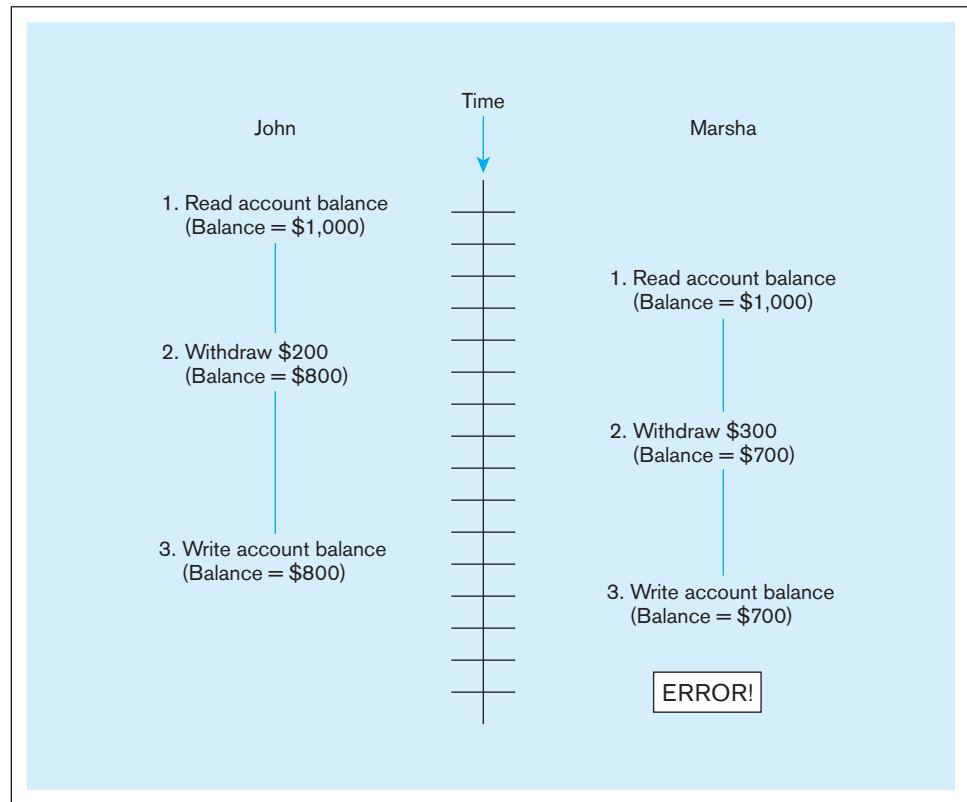 Time
John
Marsha
1. Read account balance
(Balance = $1,000)
1. Read account balance
(Balance = $1,000)
2. Withdraw $200
(Balance = $800)
2. Withdraw $300
(Balance = $700)
3. Write account balance
(Balance = $800)
3. Write account balance
(Balance = $700)
ERROR!